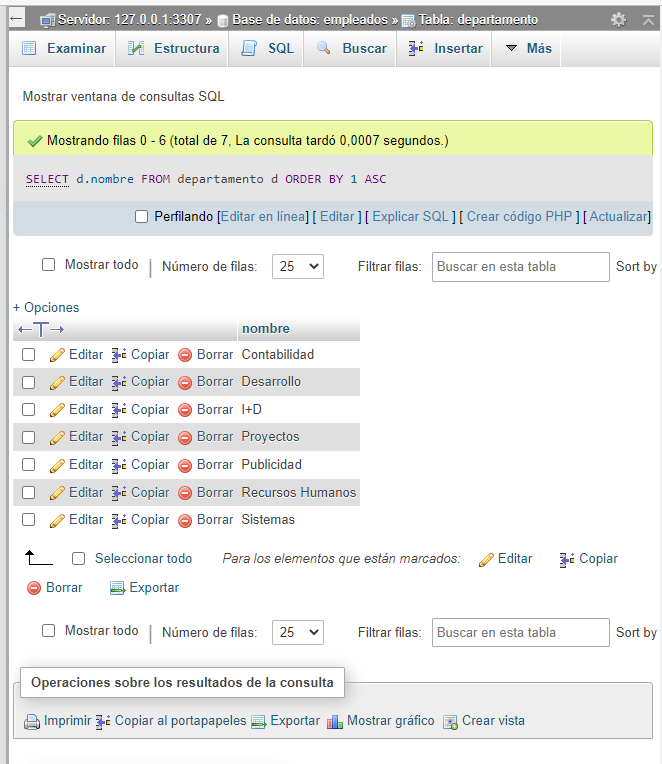 Servidor: 127.0.0.1:3307 » Base de datos: empleados » Tabla: departamento
Examinar Estructura SQL Buscar Insertar Más
Mostrar ventana de consultas SQL
Mostrando filas 0 - 6 (total de 7, La consulta tardó 0,0007 segundos.)
SELECT d.nombre FROM departamento d ORDER BY 1 ASC
Perfilando [Editar en línea] [ Editar ] [ Explicar SQL ] [ Crear código PHP ] [ Actualizar]
Mostrar todo | Número de filas: 25 Filtrar filas: Buscar en esta tabla Sort by
+ Opciones
←T→ nombre
Editar Copiar Borrar Contabilidad
Editar Copiar Borrar Desarrollo
Editar Copiar Borrar I+D
Editar Copiar Borrar Proyectos
Editar Copiar Borrar Publicidad
Editar Copiar Borrar Recursos Humanos
Editar Copiar Borrar Sistemas
Seleccionar todo Para los elementos que están marcados: Editar Copiar
Borrar Exportar
Mostrar todo | Número de filas: 25 Filtrar filas: Buscar en esta tabla Sort by
Operaciones sobre los resultados de la consulta
Imprimir Copiar al portapapeles Exportar Mostrar gráfico Crear vista